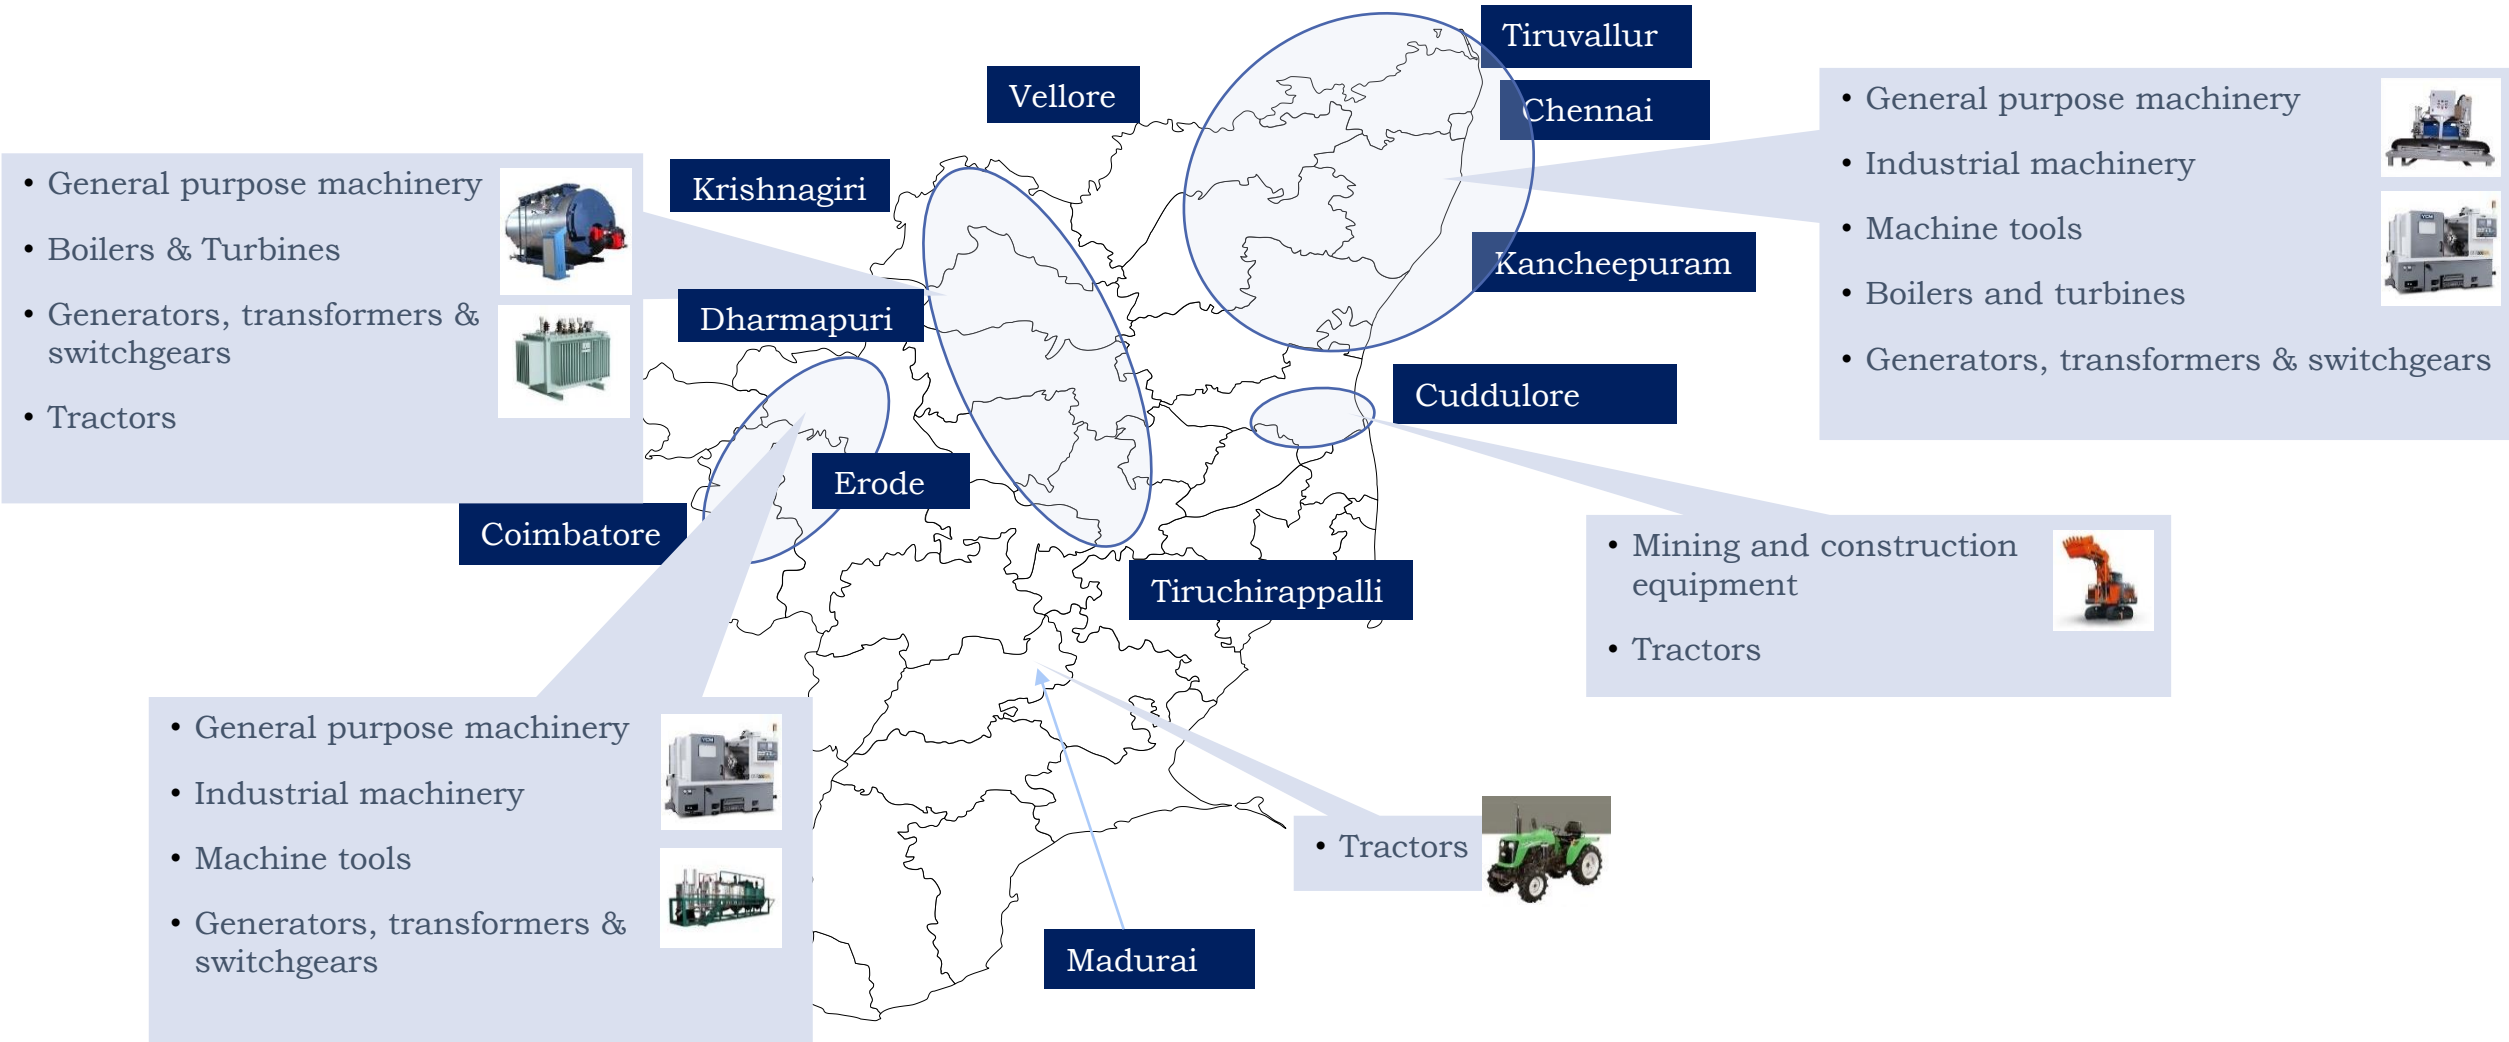 Tiruvallur
Vellore
Chennai
Krishnagiri
Kancheeepuram
Dharmapuri
Cuddulore
Erode
Coimbatore
Tiruchirappalli
Madurai
• General purpose machinery
• Boilers & Turbines
• Generators, transformers &
switchgears
• Tractors
• General purpose machinery
• Industrial machinery
• Machine tools
• Boilers and turbines
• Generators, transformers & switchgears
• Mining and construction
equipment
• Tractors
• General purpose machinery
• Industrial machinery
• Machine tools
• Generators, transformers &
switchgears
• Tractors